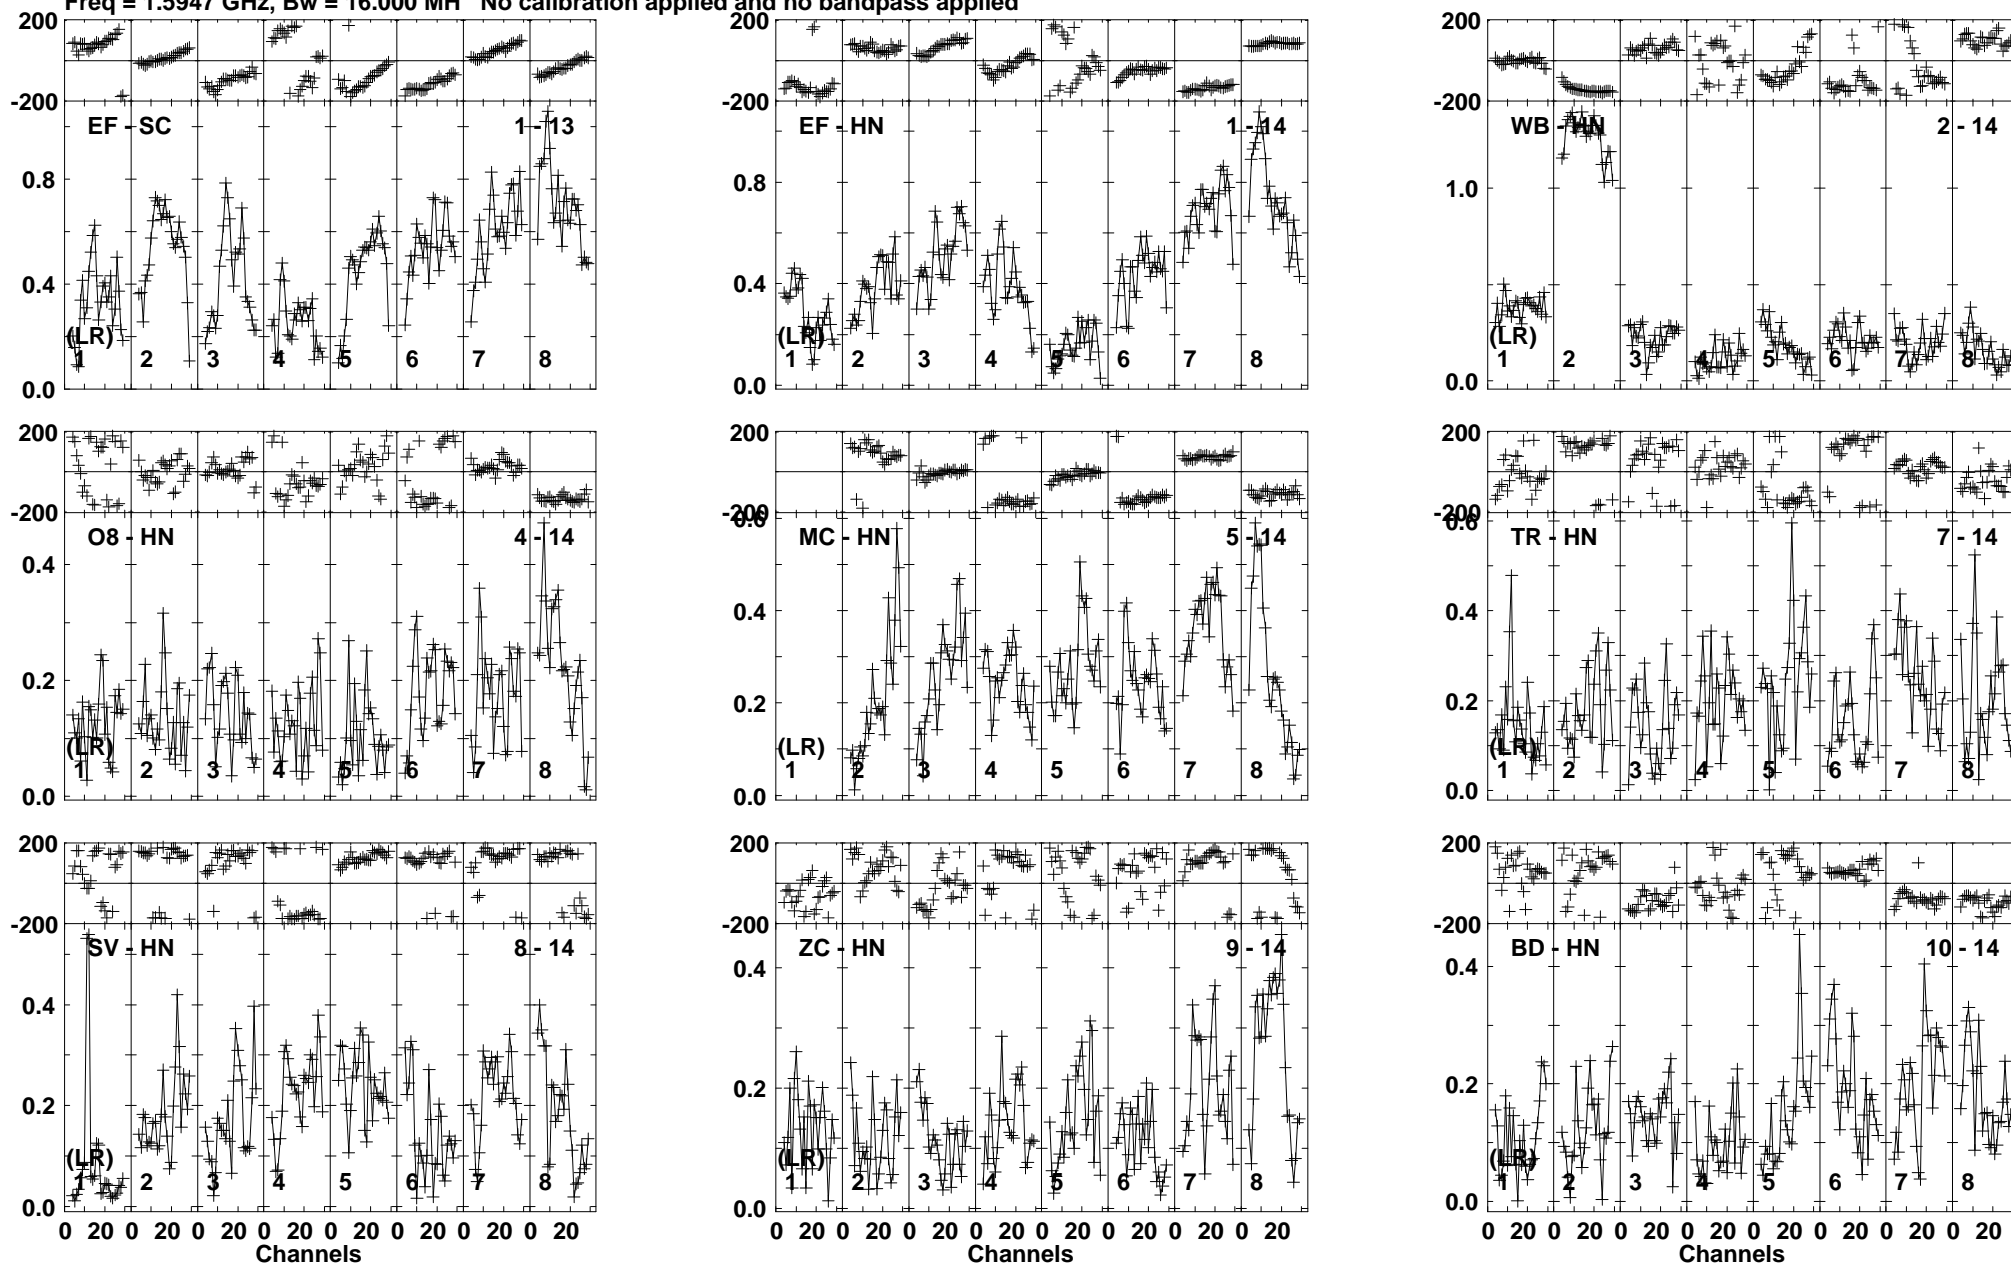 Freq = 1.5947 GHz, Bw = 16.000 MH No calibration applied and no bandpass applied
200 200 200
-200 -200 -200
EF - SC 1 - 13 EF - HN 1 - 14 WB - HN 2 - 14
0.8 0.8 1.0
0.4 0.4
(LR) (LR) (LR)
1 2 3 4 5 6 7 8 1 2 3 4 5 6 7 8 1 2 3 4 5 6 7 8
0.0 0.0 0.0
200 200 200
-200 -200 -200
0.6 0.6
O8 - HN 4 - 14 MC - HN 5 - 14 TR - HN 7 - 14
0.4 0.4 0.4
0.2 0.2 0.2
(LR) (LR) (LR)
1 2 3 4 5 6 7 8 1 2 3 4 5 6 7 8 1 2 3 4 5 6 7 8
0.0 0.0 0.0
200 200 200
-200 -200 -200
SV - HN 8 - 14 ZC - HN 9 - 14 BD - HN 10 - 14
0.4 0.4 0.4
0.2 0.2 0.2
(LR) (LR) (LR)
1 2 3 4 5 6 7 8 1 2 3 4 5 6 7 8 1 2 3 4 5 6 7 8
0.0 0.0 0.0
0 20 0 20 0 20 0 20 0 20 0 20 0 20 0 20 0 20 0 20 0 20 0 20 0 20 0 20 0 20 0 20 0 20 0 20 0 20 0 20 0 20 0 20 0 20 0 20
Channels Channels Channels